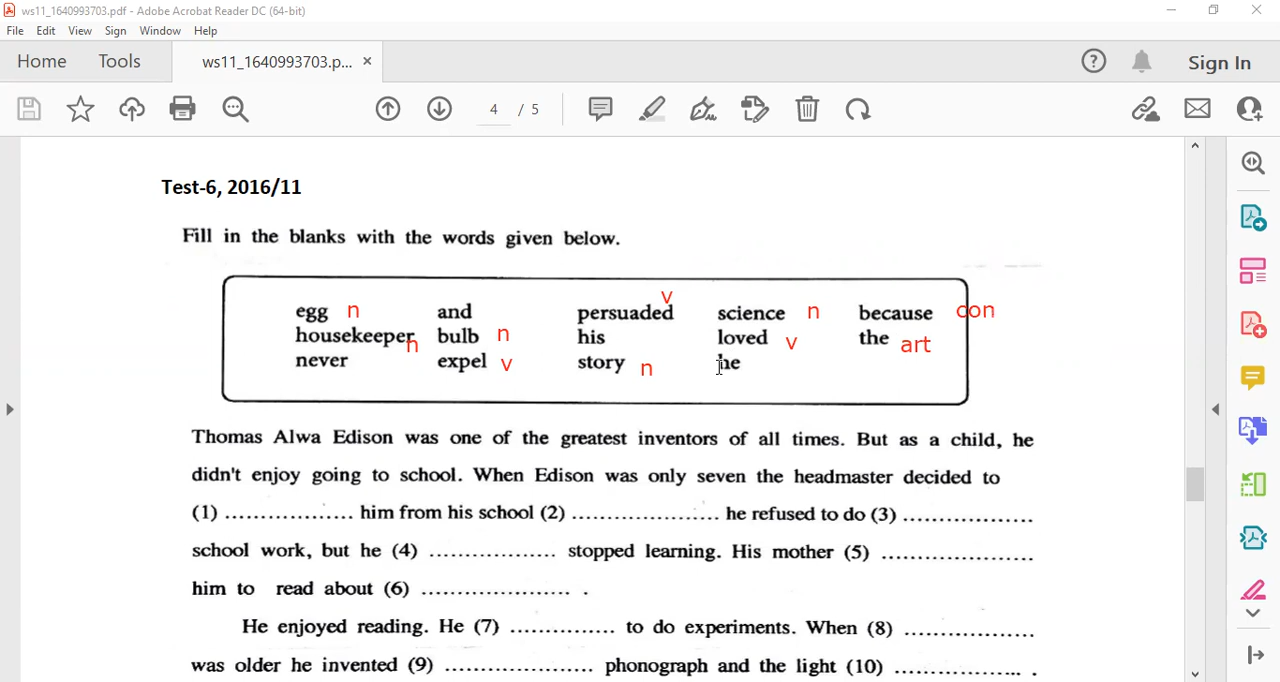 ws11_1640993703.pdf - Adobe Acrobat Reader DC (64-bit)
File Edit View Sign Window Help
Home Tools ws11_1640993703.p... × Sign In
4 / 5
Test-6, 2016/11
Fill in the blanks with the words given below.
egg n and persuaded v science n because con
housekeeper n bulb n his loved v the art
never expel v story n he
Thomas Alwa Edison was one of the greatest inventors of all times. But as a child, he
didn't enjoy going to school. When Edison was only seven the headmaster decided to
(1) .................. him from his school (2) ..................... he refused to do (3) ..................
school work, but he (4) .................. stopped learning. His mother (5) .....................
him to read about (6) ..................... .
He enjoyed reading. He (7) ............... to do experiments. When (8) ..................
was older he invented (9) ..................... phonograph and the light (10) .................. .